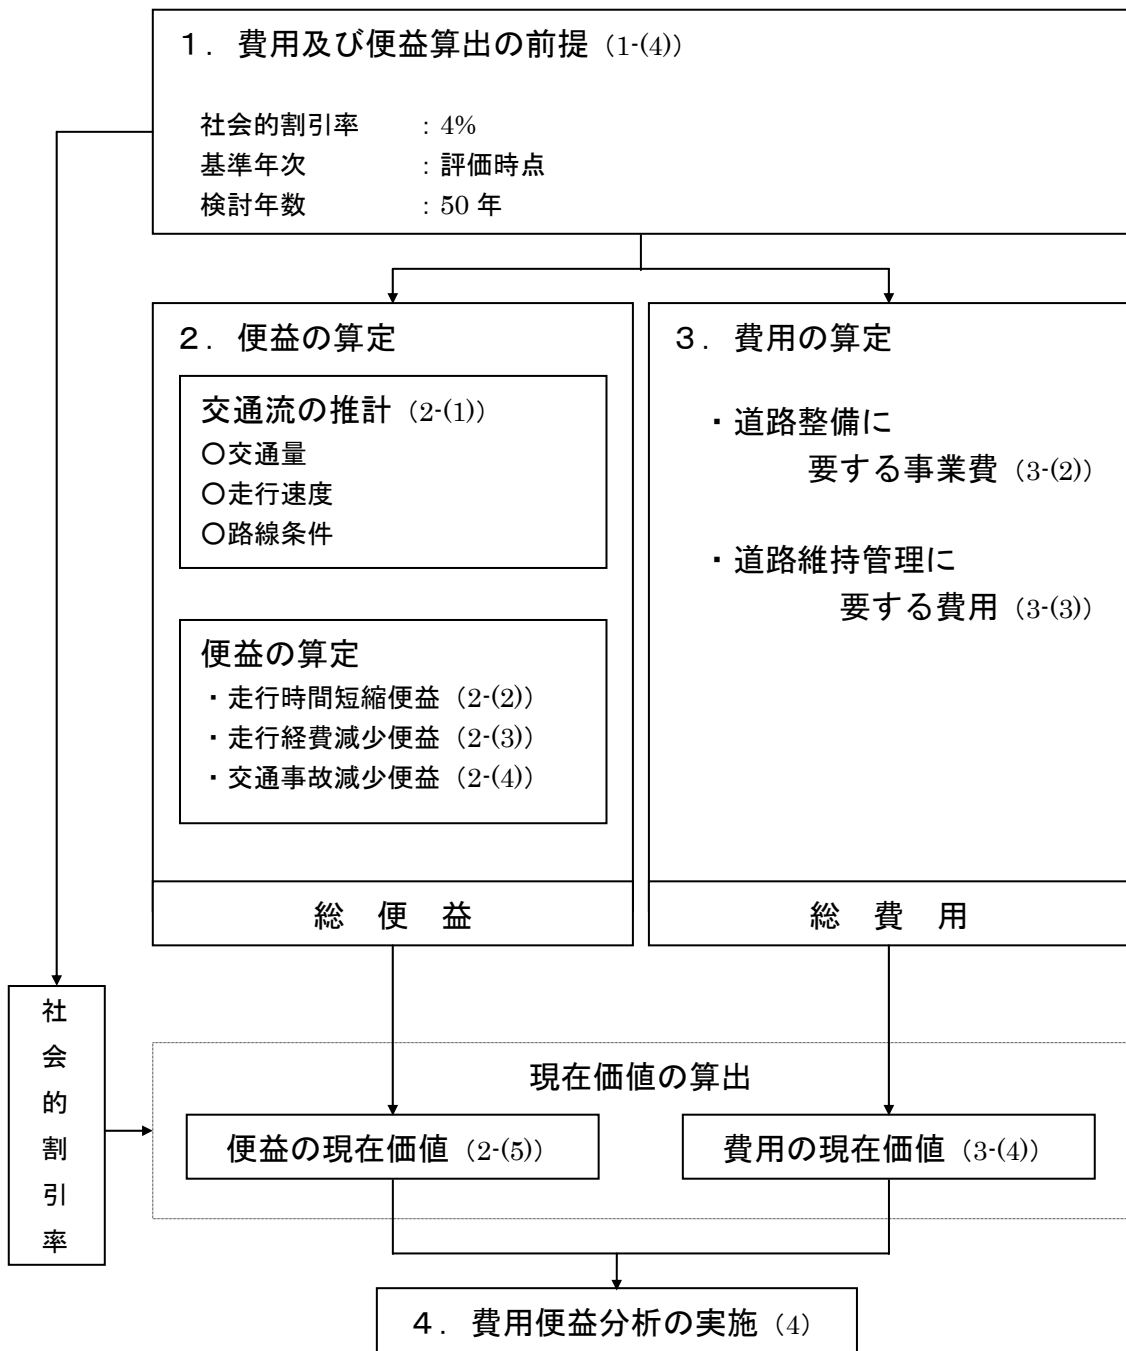 １．費用及び便益算出の前提（1-(4)）
社会的割引率 ：4%
基準年次 ：評価時点
検討年数 ：50 年
２．便益の算定
交通流の推計（2-(1)）
○交通量
○走行速度
○路線条件
便益の算定
・走行時間短縮便益（2-(2)）
・走行経費減少便益（2-(3)）
・交通事故減少便益（2-(4)）
総 便 益
３．費用の算定
・道路整備に
要する事業費（3-(2)）
・道路維持管理に
要する費用（3-(3)）
総 費 用
社会的割引率
現在価値の算出
便益の現在価値（2-(5)）
費用の現在価値（3-(4)）
４．費用便益分析の実施（4）